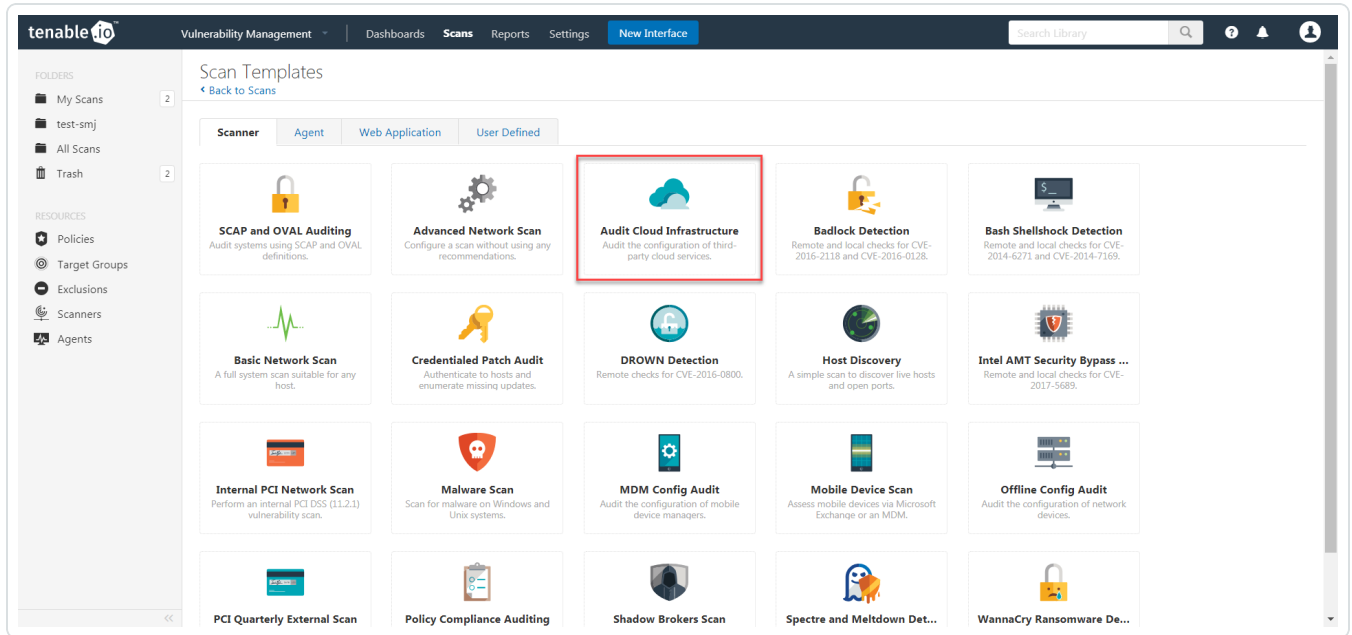 tenable.io™
Vulnerability Management
Dashboards
Scans
Reports
Settings
New Interface
Search Library
FOLDERS
My Scans
2
test-smj
All Scans
Trash
2
RESOURCES
Policies
Target Groups
Exclusions
Scanners
Agents
Scan Templates
Back to Scans
Scanner
Agent
Web Application
User Defined
SCAP and OVAL Auditing
Audit systems using SCAP and OVAL
definitions.
Advanced Network Scan
Configure a scan without using any
recommendations.
Audit Cloud Infrastructure
Audit the configuration of third-
party cloud services.
Badlock Detection
Remote and local checks for CVE-
2016-2118 and CVE-2016-0128.
$_
Bash Shellshock Detection
Remote and local checks for CVE-
2014-6271 and CVE-2014-7169.
Basic Network Scan
A full system scan suitable for any
host.
Credentialed Patch Audit
Authenticate to hosts and
enumerate missing updates.
DROWN Detection
Remote checks for CVE-2016-0800.
Host Discovery
A simple scan to discover live hosts
and open ports.
Intel AMT Security Bypass ...
Remote and local checks for CVE-
2017-5689.
Internal PCI Network Scan
Perform an internal PCI DSS (11.2.1)
vulnerability scan.
Malware Scan
Scan for malware on Windows and
Unix systems.
MDM Config Audit
Audit the configuration of mobile
device managers.
Mobile Device Scan
Assess mobile devices via Microsoft
Exchange or an MDM.
Offline Config Audit
Audit the configuration of network
devices.
PCI Quarterly External Scan
Policy Compliance Auditing
Shadow Brokers Scan
Spectre and Meltdown Det...
WannaCry Ransomware De...